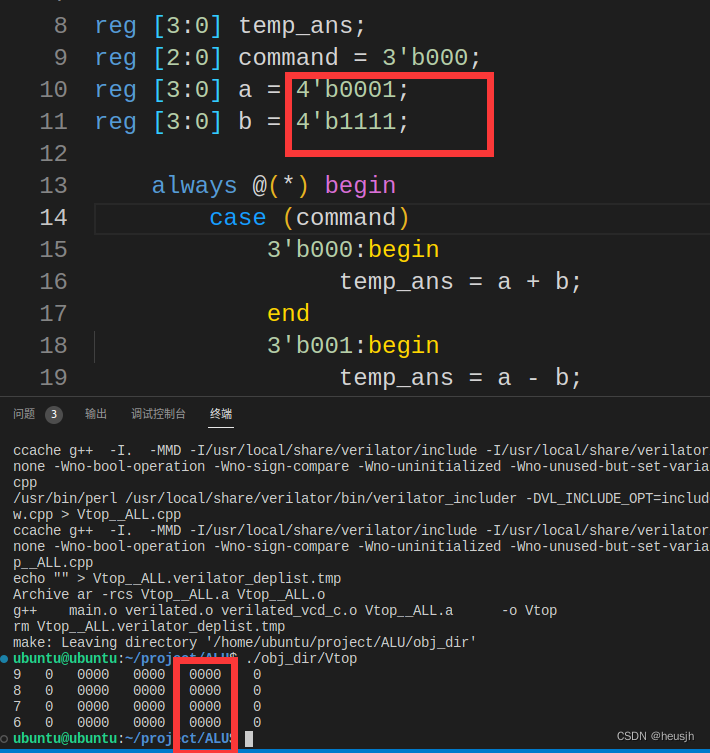 8 reg [3:0] temp_ans;
9 reg [2:0] command = 3'b000;
10 reg [3:0] a = 4'b0001;
11 reg [3:0] b = 4'b1111;
12
13 always @(*) begin
14 case (command)
15 3'b000:begin
16 temp_ans = a + b;
17 end
18 3'b001:begin
19 temp_ans = a - b;
问题 3 输出 调试控制台 终端
ccache g++ -I. -MMD -I/usr/local/share/verilator/include -I/usr/local/share/verilator
none -Wno-bool-operation -Wno-sign-compare -Wno-uninitialized -Wno-unused-but-set-varia
cpp
/usr/bin/perl /usr/local/share/verilator/bin/verilator_includer -DVL_INCLUDE_OPT=includ
w.cpp > Vtop__ALL.cpp
ccache g++ -I. -MMD -I/usr/local/share/verilator/include -I/usr/local/share/verilator
none -Wno-bool-operation -Wno-sign-compare -Wno-uninitialized -Wno-unused-but-set-varia
p__ALL.cpp
echo "" > Vtop__ALL.verilator_deplist.tmp
Archive ar -rcs Vtop__ALL.a Vtop__ALL.o
g++ main.o verilated.o verilated_vcd_c.o Vtop__ALL.a -o Vtop
rm Vtop__ALL.verilator_deplist.tmp
make: Leaving directory '/home/ubuntu/project/ALU/obj_dir'
ubuntu@ubuntu:~/project/ALU$ ./obj_dir/Vtop
9 0 0000 0000 0000 0
8 0 0000 0000 0000 0
7 0 0000 0000 0000 0
6 0 0000 0000 0000 0
ubuntu@ubuntu:~/project/ALU$
CSDN @heusjh